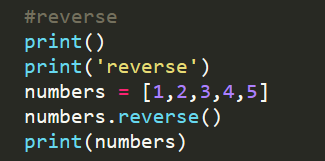 #reverse
print()
print('reverse')
numbers = [1,2,3,4,5]
numbers.reverse()
print(numbers)